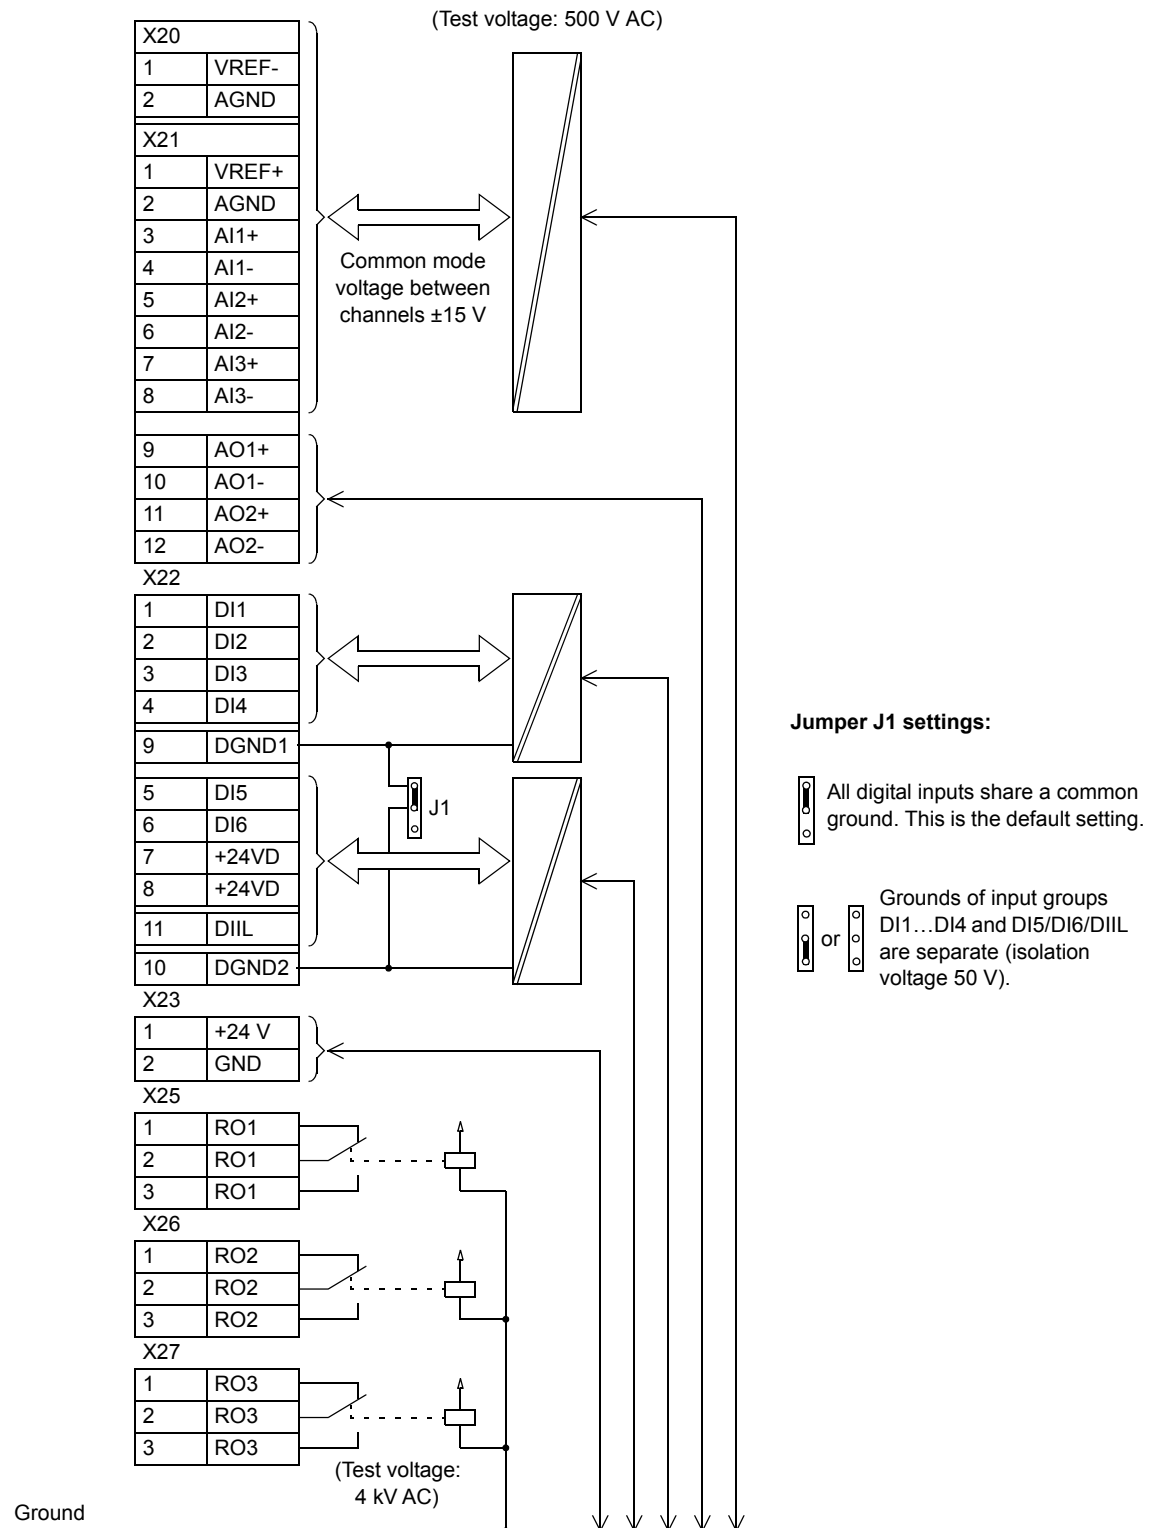 (Test voltage: 500 V AC)
X20
1 VREF-
2 AGND
X21
1 VREF+
2 AGND
3 AI1+
4 AI1-
5 AI2+
6 AI2-
7 AI3+
8 AI3-
Common mode
voltage between
channels ±15 V
9 AO1+
10 AO1-
11 AO2+
12 AO2-
X22
1 DI1
2 DI2
3 DI3
4 DI4
9 DGND1
5 DI5
6 DI6
7 +24VD
8 +24VD
11 DIIL
10 DGND2
J1
Jumper J1 settings:
All digital inputs share a common
ground. This is the default setting.
or
Grounds of input groups
DI1…DI4 and DI5/DI6/DIIL
are separate (isolation
voltage 50 V).
X23
1 +24 V
2 GND
X25
1 RO1
2 RO1
3 RO1
X26
1 RO2
2 RO2
3 RO2
X27
1 RO3
2 RO3
3 RO3
(Test voltage:
4 kV AC)
Ground